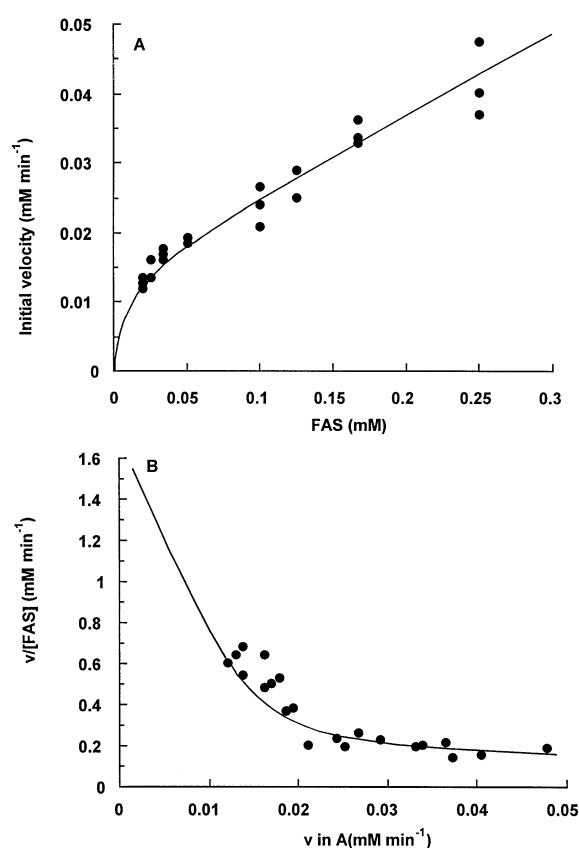 0.05
A
0.04
0.03
0.02
0.01
0
Initial velocity (mM min-1)
0 0.05 0.1 0.15 0.2 0.25 0.3
FAS (mM)
1.6
B
1.4
1.2
1
0.8
0.6
0.4
0.2
0
v/[FAS] (mM min-1)
0 0.01 0.02 0.03 0.04 0.05
v in A(mM min-1)